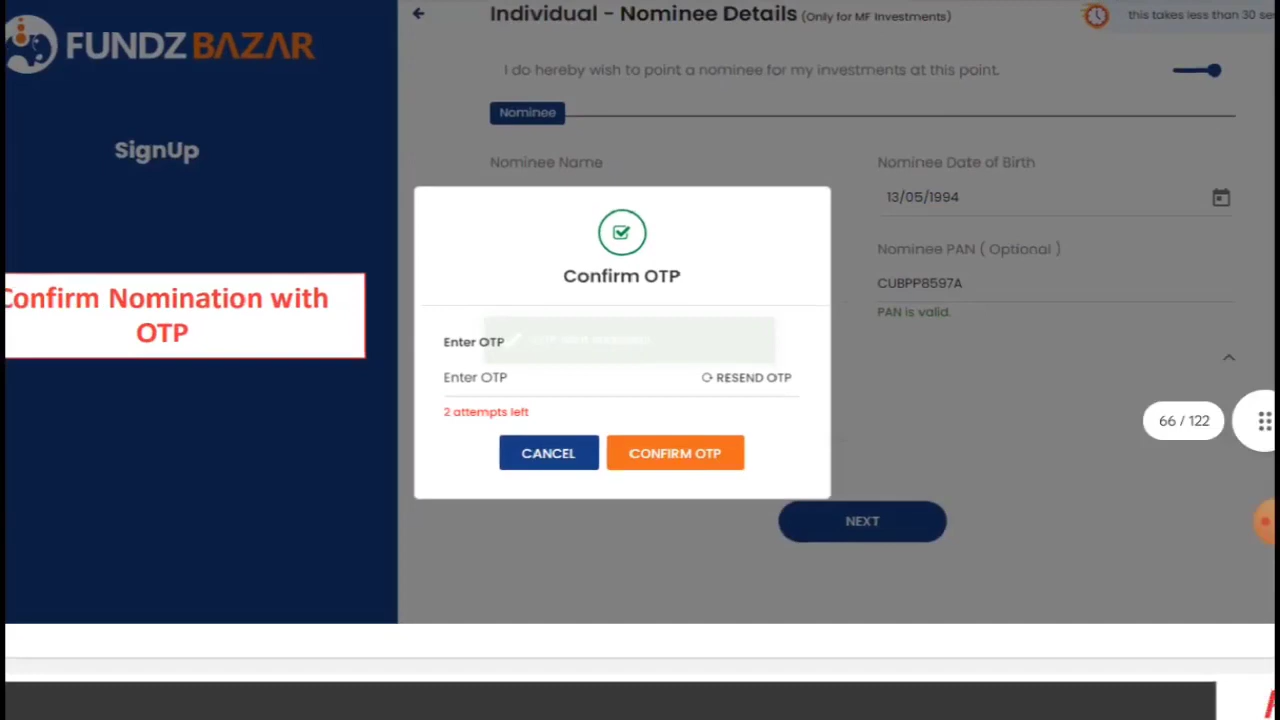 FUNDZ BAZAR
SignUp
Confirm Nomination with
OTP
Individual - Nominee Details (Only for MF Investments)
this takes less than 30 se
I do hereby wish to point a nominee for my investments at this point.
Nominee
Nominee Name
Nominee Date of Birth
13/05/1994
Nominee PAN ( Optional )
CUBPP8597A
PAN is valid.
Confirm OTP
Enter OTP
Enter OTP
RESEND OTP
2 attempts left
CANCEL
CONFIRM OTP
66 / 122
NEXT